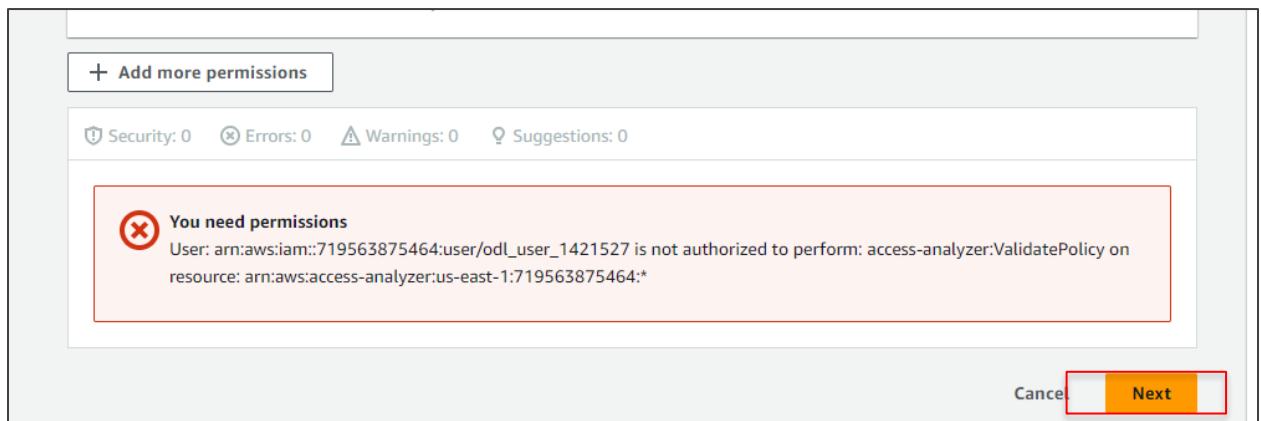 + Add more permissions
Security: 0 Errors: 0 Warnings: 0 Suggestions: 0
You need permissions
User: arn:aws:iam::719563875464:user/odl_user_1421527 is not authorized to perform: access-analyzer:ValidatePolicy on
resource: arn:aws:access-analyzer:us-east-1:719563875464:*
Cancel Next